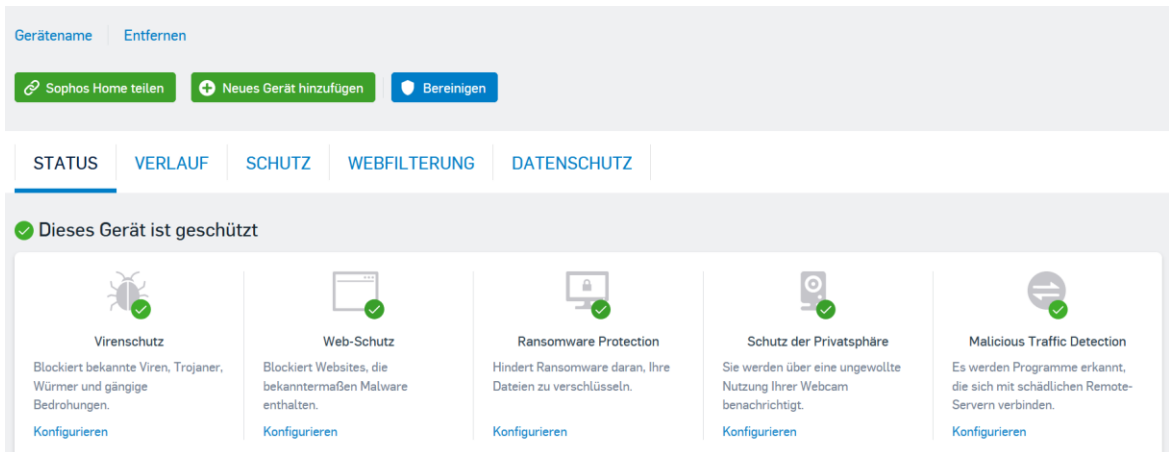 Gerätename Entfernen
Sophos Home teilen Neues Gerät hinzufügen Bereinigen
STATUS VERLAUF SCHUTZ WEBFILTERUNG DATENSCHUTZ
Dieses Gerät ist geschützt
Virenschutz
Blockiert bekannte Viren, Trojaner,
Würmer und gängige
Bedrohungen.
Konfigurieren
Web-Schutz
Blockiert Websites, die
bekanntermaßen Malware
enthalten.
Konfigurieren
Ransomware Protection
Hindert Ransomware daran, Ihre
Dateien zu verschlüsseln.
Konfigurieren
Schutz der Privatsphäre
Sie werden über eine ungewollte
Nutzung Ihrer Webcam
benachrichtigt.
Konfigurieren
Malicious Traffic Detection
Es werden Programme erkannt,
die sich mit schädlichen Remote-
Servern verbinden.
Konfigurieren